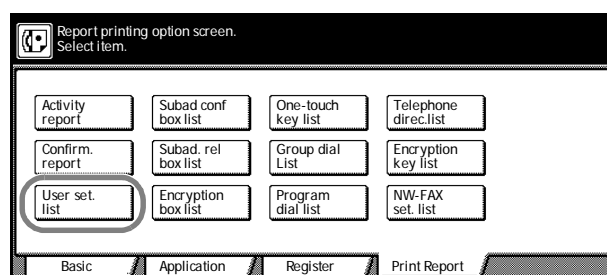 Report printing option screen.
Select item.
Activity report
Subad conf box list
One-touch key list
Telephone direc.list
Confirm. report
Subad. rel box list
Group dial List
Encryption key list
User set. list
Encryption box list
Program dial list
NW-FAX set. list
Basic
Application
Register
Print Report